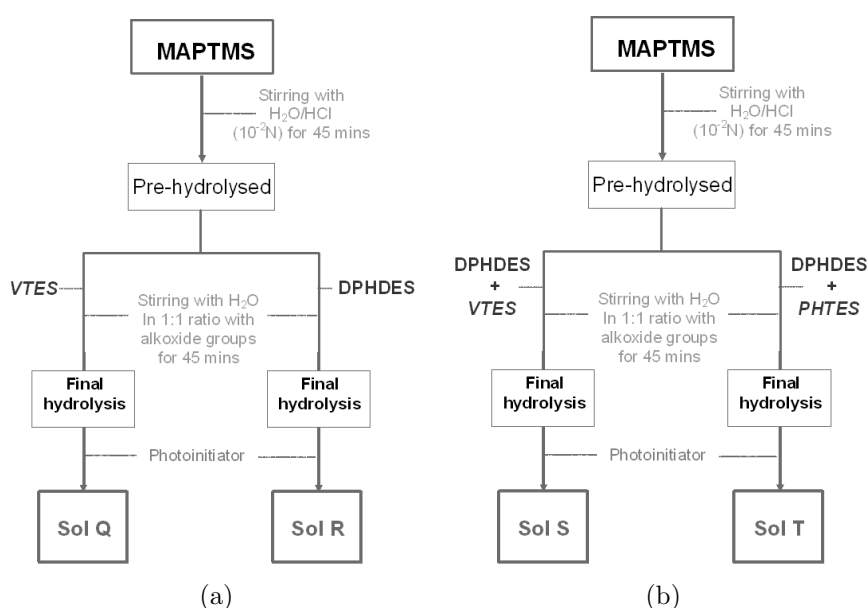 MAPTMS
Stirring with
H₂O/HCl
(10⁻²N) for 45 mins
Pre-hydrolysed
VTES
DPHDES
Stirring with H₂O
In 1:1 ratio with
alkoxide groups
for 45 mins
Final
hydrolysis
Final
hydrolysis
Photoinitiator
Sol Q
Sol R
(a)
MAPTMS
Stirring with
H₂O/HCl
(10⁻²N) for 45 mins
Pre-hydrolysed
DPHDES
+
VTES
DPHDES
+
PHTES
Stirring with H₂O
In 1:1 ratio with
alkoxide groups
for 45 mins
Final
hydrolysis
Final
hydrolysis
Photoinitiator
Sol S
Sol T
(b)